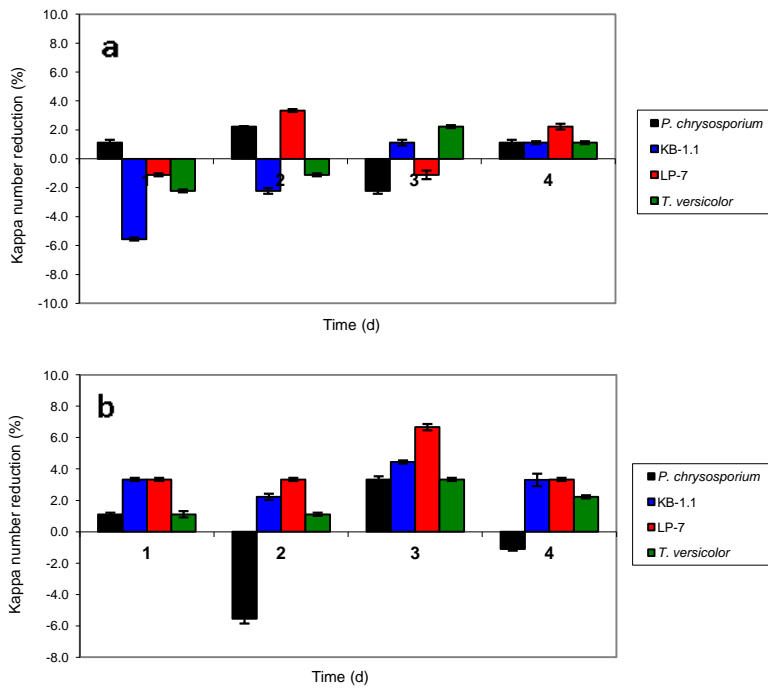 a
Kappa number reduction (%)
10.0
8.0
6.0
4.0
2.0
0.0
-2.0
-4.0
-6.0
-8.0
-10.0
2
3
4
Time (d)
P. chrysosporium
KB-1.1
LP-7
T. versicolor
b
Kappa number reduction (%)
10.0
8.0
6.0
4.0
2.0
0.0
-2.0
-4.0
-6.0
-8.0
1
2
3
4
Time (d)
P. chrysosporium
KB-1.1
LP-7
T. versicolor